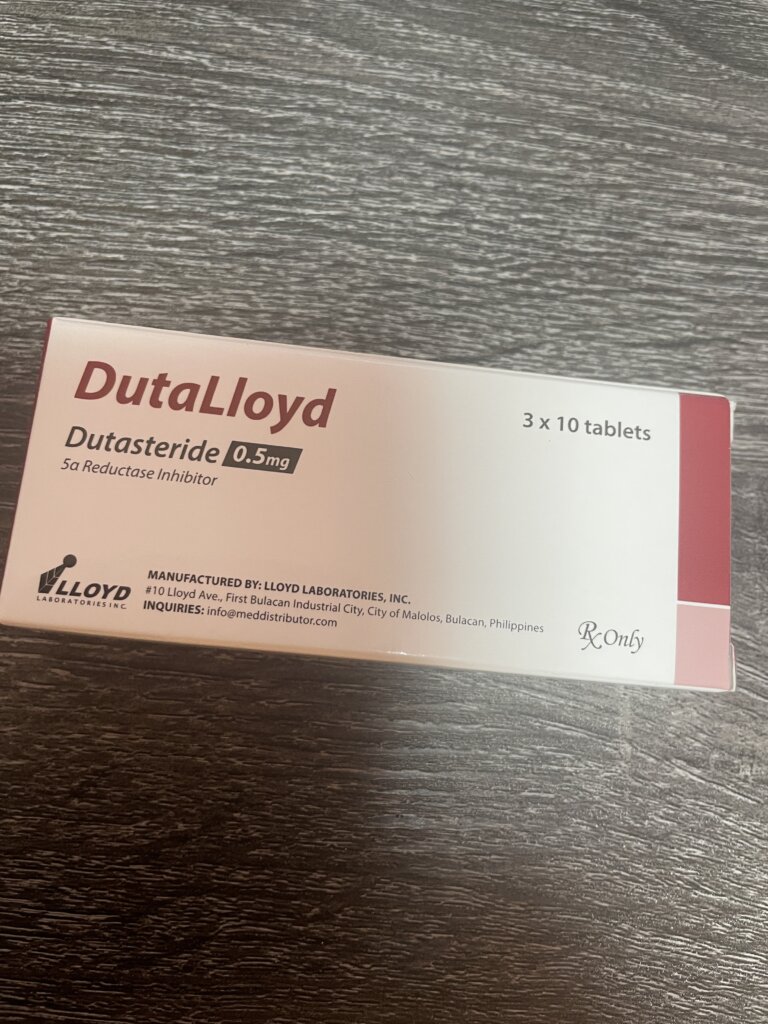 DutaLloyd
3 x 10 tablets
Dutasteride 0.5mg
5α Reductase Inhibitor
LLOYD
LABORATORIES INC.
MANUFACTURED BY: LLOYD LABORATORIES, INC.
#10 Lloyd Ave., First Bulacan Industrial City, City of Malolos, Bulacan, Philippines
INQUIRIES: info@meddistributor.com
Rx Only